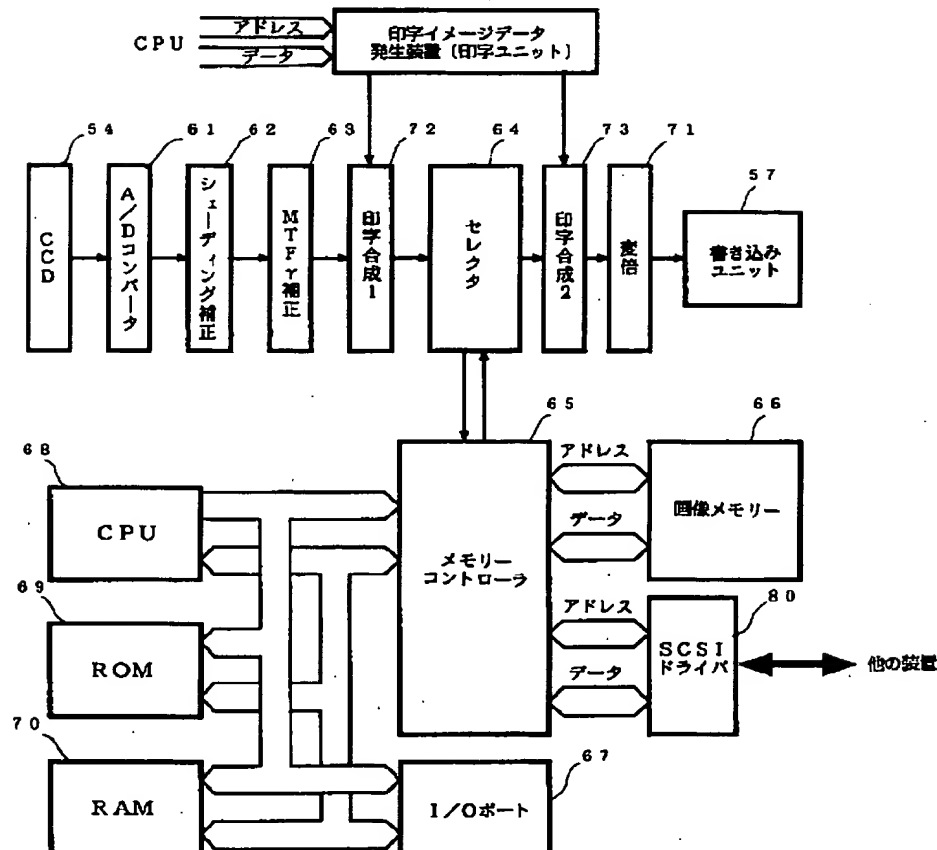 CPU
アドレス
データ
印字イメージデータ
発生装置(印字ユニット)
54
61
62
63
72
64
73
71
57
CCD
A/Dコンバータ
シェーディング補正
MTFγ補正
印字合成1
セレクタ
印字合成2
変倍
書き込み
ユニット
65
66
68
CPU
メモリー
コントローラ
アドレス
データ
画像メモリー
69
ROM
アドレス
データ
80
SCSI
ドライバ
他の装置
70
RAM
67
I/Oポート